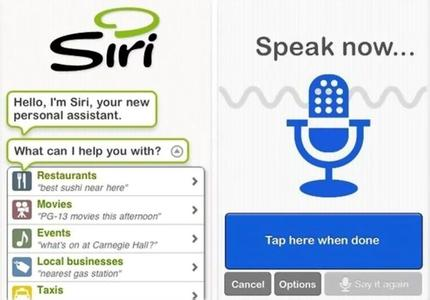 Siri
Hello, I'm Siri, your new
personal assistant.
What can I help you with?
Restaurants
"best sushi near here"
Movies
"PG-13 movies this afternoon"
Events
"what's on at Carnegie Hall?"
Local businesses
"nearest gas station"
Taxis
Speak now...
Tap here when done
Cancel
Options
Say it again